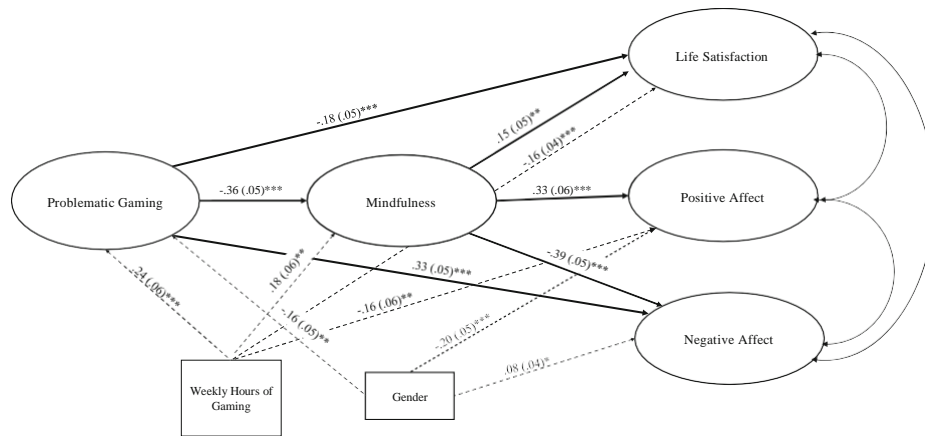 Life Satisfaction
-.18 (.05)***
.15 (.05)**
-.16 (.04)***
Problematic Gaming
-.36 (.05)***
Mindfulness
.33 (.06)***
Positive Affect
.24 (.06)***
.18 (.06)**
.33 (.05)***
-.39 (.05)***
-.16 (.05)**
-.16 (.06)**
-.20 (.05)***
.08 (.04)*
Negative Affect
Weekly Hours of
Gaming
Gender